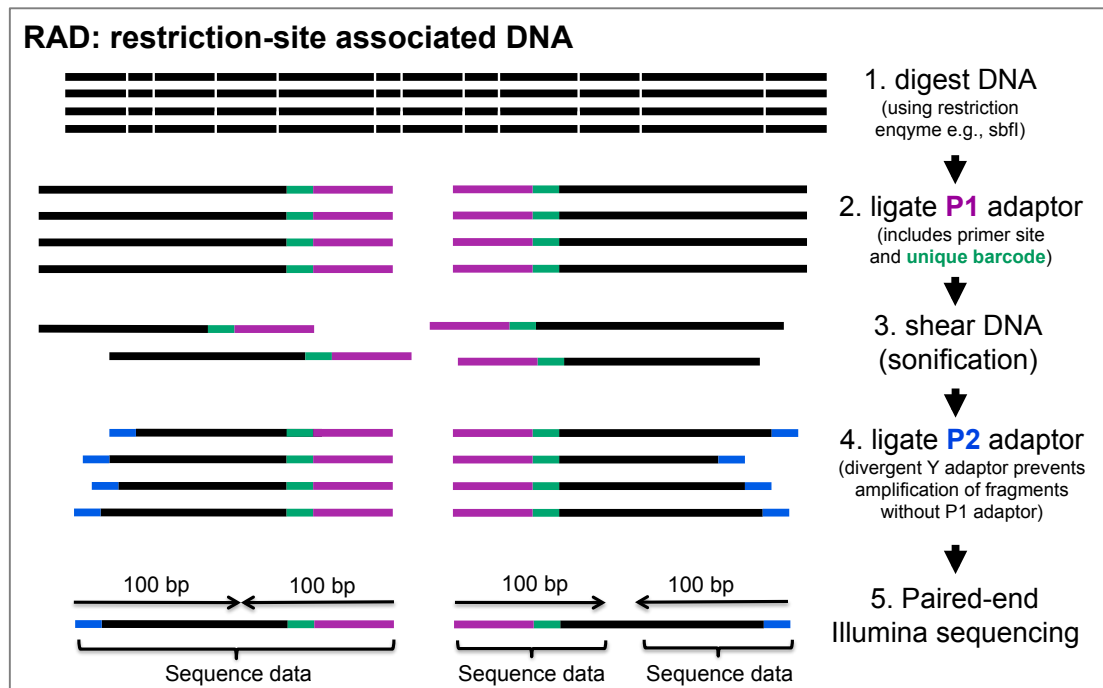 RAD: restriction-site associated DNA
1. digest DNA
(using restriction
enqyme e.g., sbfI)
2. ligate P1 adaptor
(includes primer site
and unique barcode)
3. shear DNA
(sonification)
4. ligate P2 adaptor
(divergent Y adaptor prevents
amplification of fragments
without P1 adaptor)
100 bp 100 bp 100 bp 100 bp
5. Paired-end
Illumina sequencing
Sequence data Sequence data Sequence data